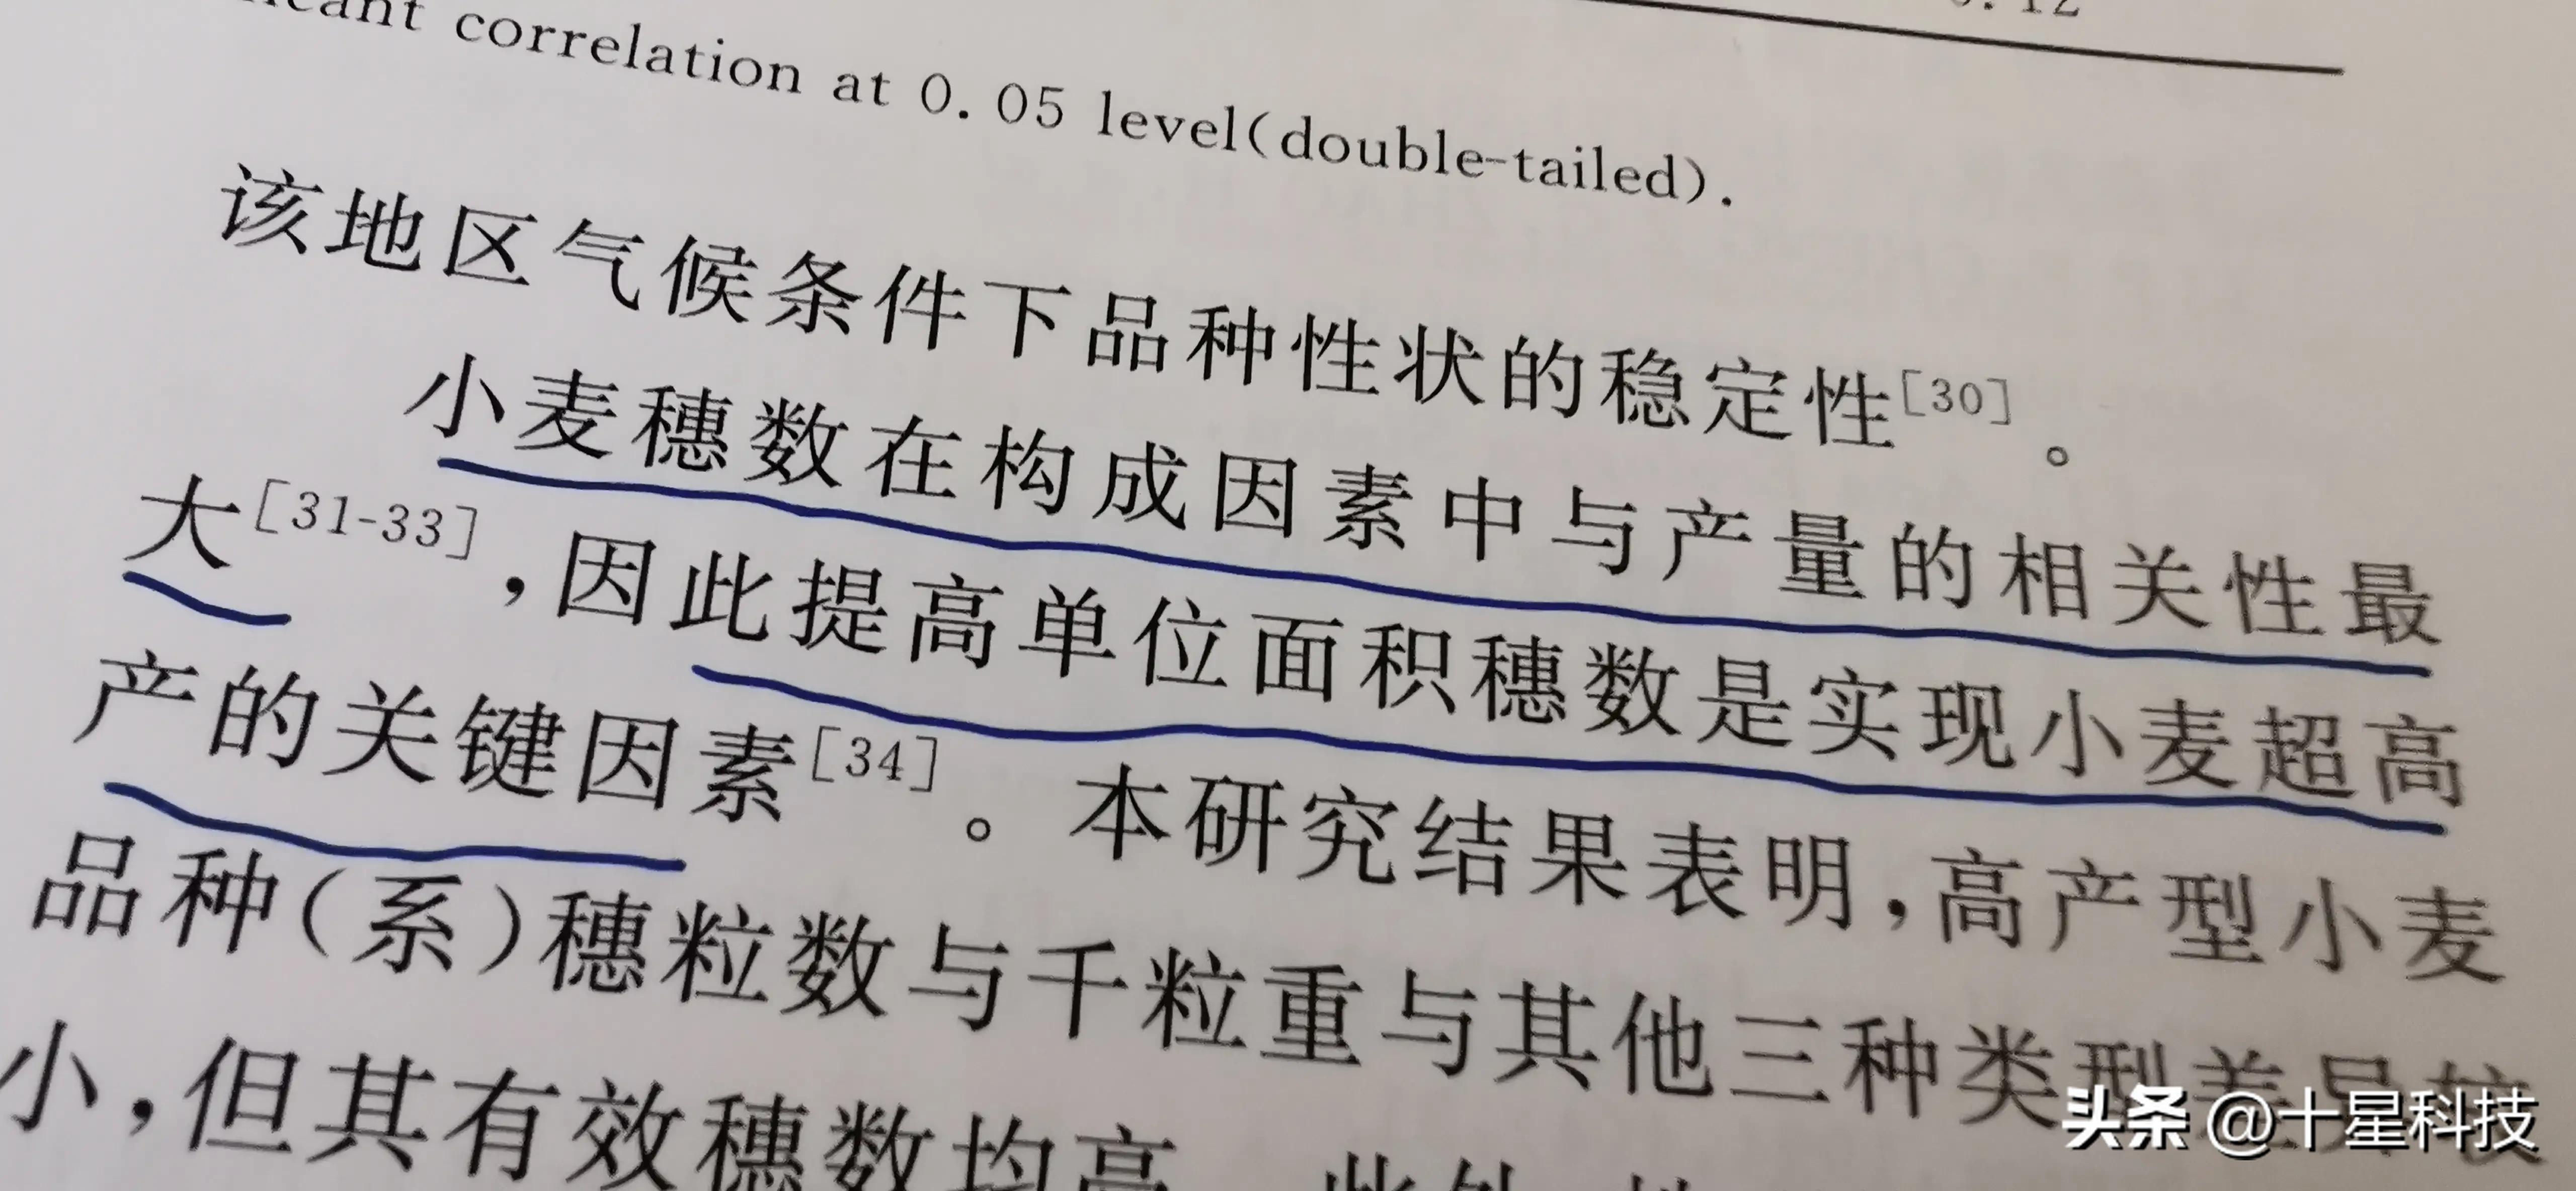 correlation at 0.05 level(double-tailed).
该地区气候条件下品种性状的稳定性[30]。
小麦穗数在构成因素中与产量的相关性最
大[31-33],因此提高单位面积穗数是实现小麦超高
产的关键因素[34]。本研究结果表明,高产型小麦
品种(系)穗粒数与千粒重与其他三种类型差异较
小,但其有效穗数均高
头条 @十星科技